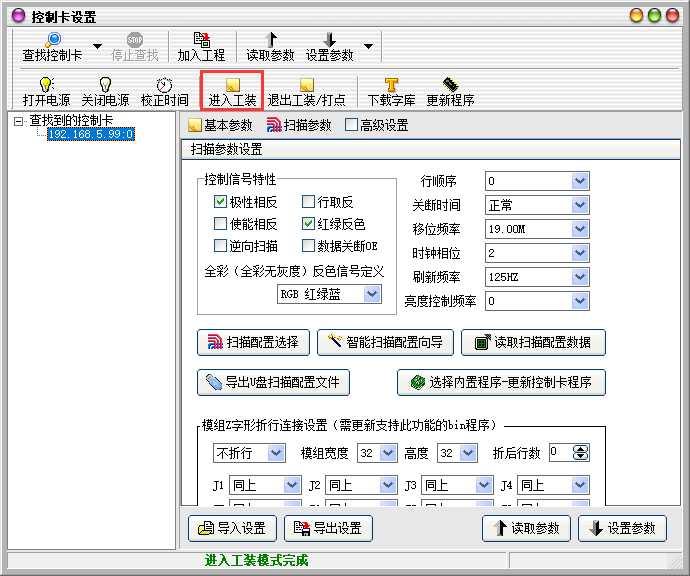 控制卡设置
查找控制卡 停止查找 加入工程 读取参数 设置参数
打开电源 关闭电源 校正时间 进入工装 退出工装/打点 下载字库 更新程序
查找到的控制卡
192.168.5.99:0
基本参数 扫描参数 高级设置
扫描参数设置
控制信号特性
极性相反 行取反
使能相反 红绿反色
逆向扫描 数据关断OE
全彩（全彩无灰度）反色信号定义
RGB 红绿蓝
行顺序 0
关断时间 正常
移位频率 19.00M
时钟相位 2
刷新频率 125HZ
亮度控制频率 0
扫描配置选择 智能扫描配置向导 读取扫描配置数据
导出U盘扫描配置文件 选择内置程序-更新控制卡程序
模组Z字形折行连接设置（需更新支持此功能的bin程序）
不折行 模组宽度 32 高度 32 折后行数 0
J1 同上 J2 同上 J3 同上 J4 同上
导入设置 导出设置 读取参数 设置参数
进入工装模式完成